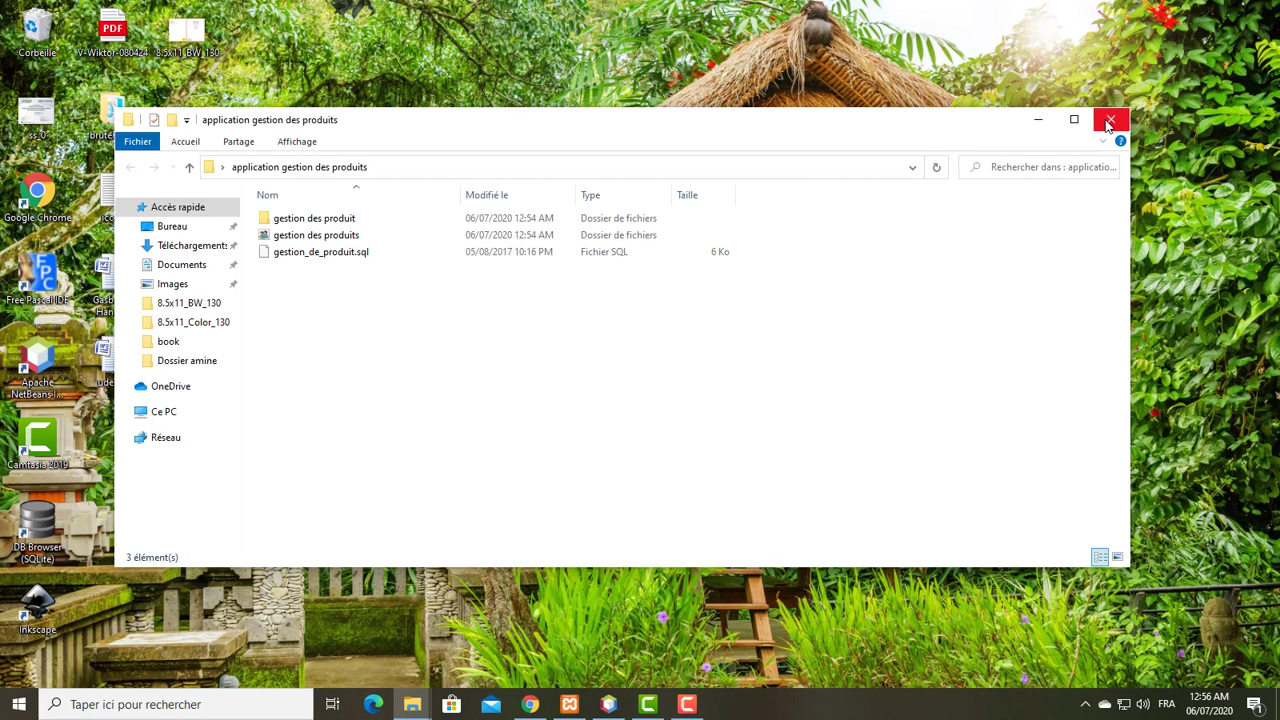 Corbeille
PDF
V-Wiktor-080424
8.5x11_BW_130
application gestion des produits
Fichier
Accueil
Partage
Affichage
application gestion des produits
Rechercher dans : applicatio...
Nom
Modifié le
Type
Taille
gestion des produit
06/07/2020 12:54 AM
Dossier de fichiers
gestion des produits
06/07/2020 12:54 AM
Dossier de fichiers
gestion_de_produit.sql
05/08/2017 10:16 PM
Fichier SQL
6 Ko
Accès rapide
Bureau
Téléchargements
Documents
Images
8.5x11_BW_130
8.5x11_Color_130
book
Dossier amine
OneDrive
Ce PC
Réseau
3 élément(s)
ss_0
Google Chrome
Free Pascal IDE
Apache
NetBeans I...
Camtasia 2019
DB Browser
(SQLite)
Inkscape
Taper ici pour rechercher
FRA
12:56 AM
06/07/2020
1